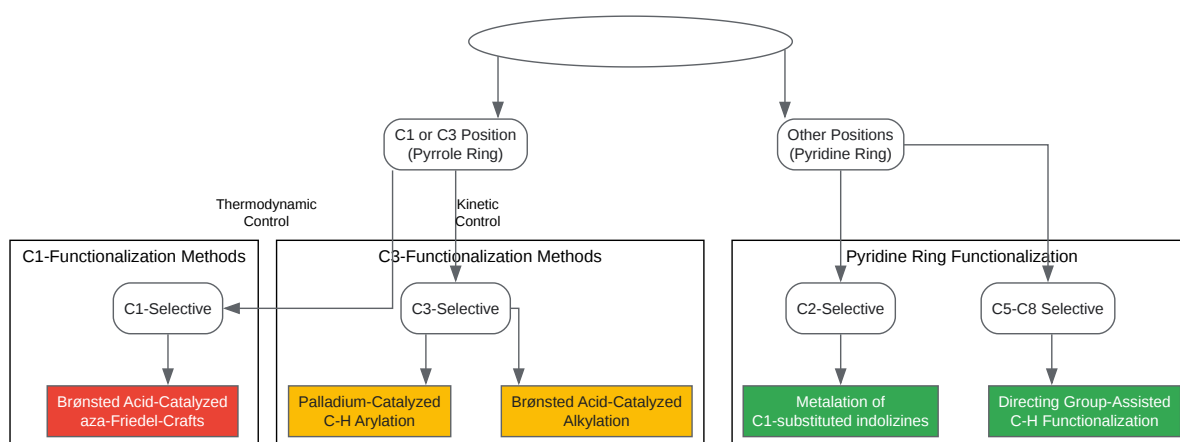 C1 or C3 Position
(Pyrrole Ring)
Other Positions
(Pyridine Ring)
Thermodynamic
Control
Kinetic
Control
C1-Functionalization Methods
C3-Functionalization Methods
Pyridine Ring Functionalization
C1-Selective
C3-Selective
C2-Selective
C5-C8 Selective
Brønsted Acid-Catalyzed
aza-Friedel-Crafts
Palladium-Catalyzed
C-H Arylation
Brønsted Acid-Catalyzed
Alkylation
Metalation of
C1-substituted indolizines
Directing Group-Assisted
C-H Functionalization